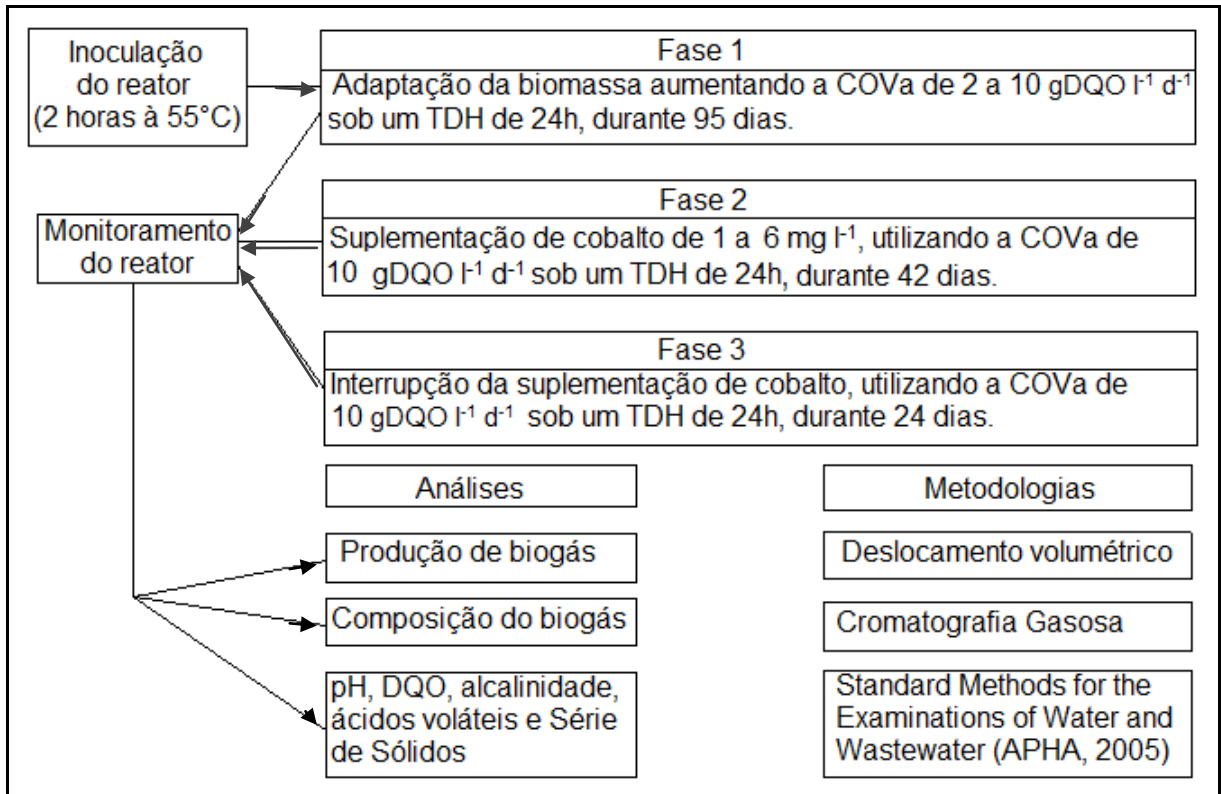 Inoculação
do reator
(2 horas à 55°C)
Fase 1
Adaptação da biomassa aumentando a COVa de 2 a 10 gDQO l⁻¹ d⁻¹
sob um TDH de 24h, durante 95 dias.
Monitoramento
do reator
Fase 2
Suplementação de cobalto de 1 a 6 mg l⁻¹, utilizando a COVa de
10 gDQO l⁻¹ d⁻¹ sob um TDH de 24h, durante 42 dias.
Fase 3
Interrupção da suplementação de cobalto, utilizando a COVa de
10 gDQO l⁻¹ d⁻¹ sob um TDH de 24h, durante 24 dias.
Análises
Metodologias
Produção de biogás
Deslocamento volumétrico
Composição do biogás
Cromatografia Gasosa
pH, DQO, alcalinidade,
ácidos voláteis e Série
de Sólidos
Standard Methods for the
Examinations of Water and
Wastewater (APHA, 2005)